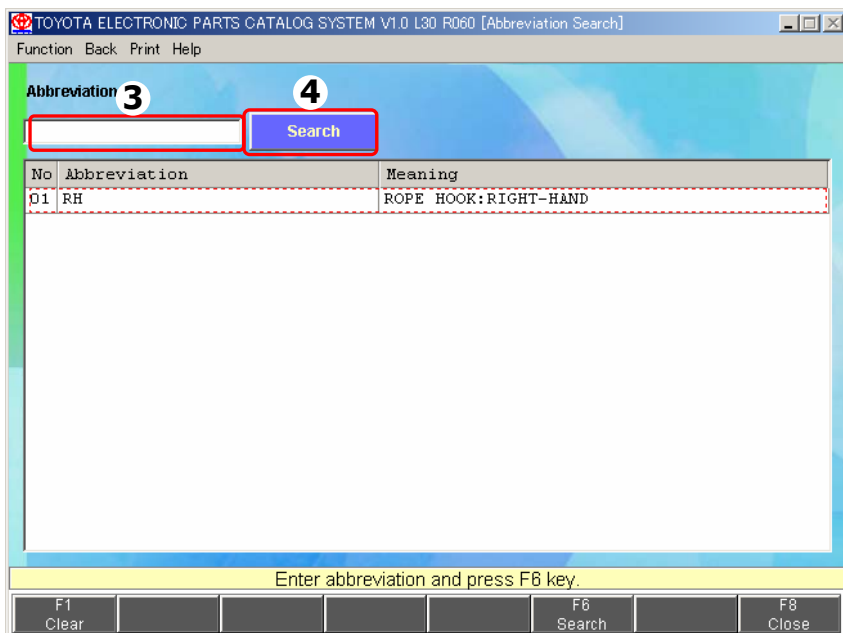 TOYOTA ELECTRONIC PARTS CATALOG SYSTEM V1.0 L30 R060 [Abbreviation Search]
Function Back Print Help
Abbreviation 3 4
Search
No Abbreviation Meaning
01 RH ROPE HOOK:RIGHT-HAND
Enter abbreviation and press F6 key.
F1 F6 F8
Clear Search Close